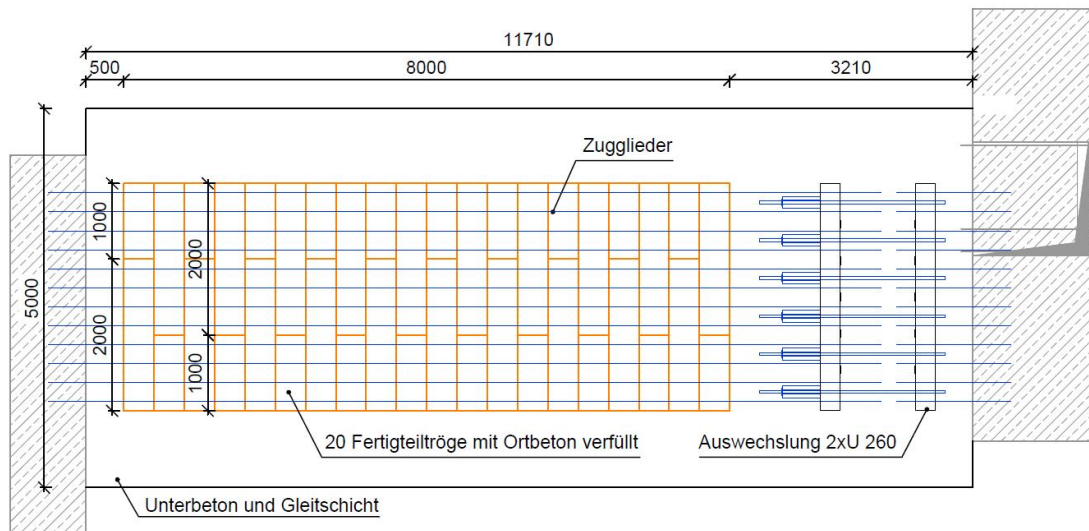 11710
500
8000
3210
Zugglieder
1000
2000
5000
2000
1000
20 Fertigteiltröge mit Ortbeton verfüllt
Auswechslung 2xU 260
Unterbeton und Gleitschicht